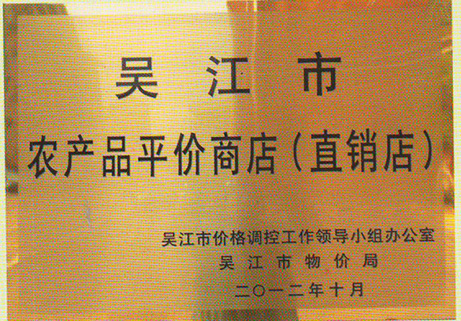 吴江市
农产品平价商店（直销店）
吴江市价格调控工作领导小组办公室
吴江市物价局
二〇一二年十月